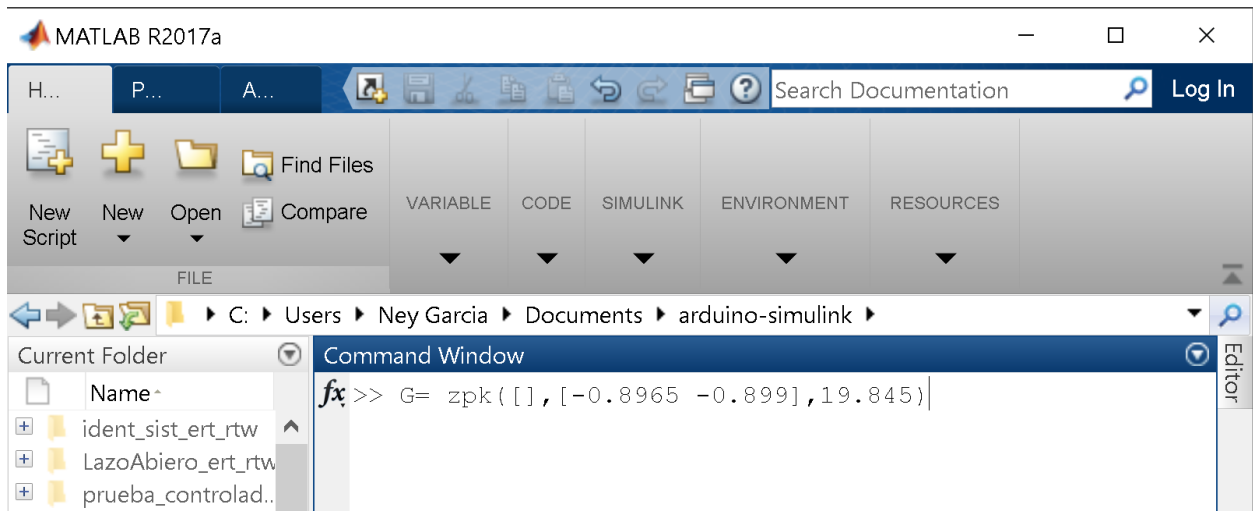 MATLAB R2017a
H... P... A... Search Documentation Log In
New Script
New
Open
Find Files
Compare
FILE
VARIABLE
CODE
SIMULINK
ENVIRONMENT
RESOURCES
C: Users Ney Garcia Documents arduino-simulink
Current Folder
Name
ident_sist_ert_rtw
LazoAbiero_ert_rtw
prueba_controlad..
Command Window
fx >> G= zpk([],[-0.8965 -0.899],19.845)
Editor